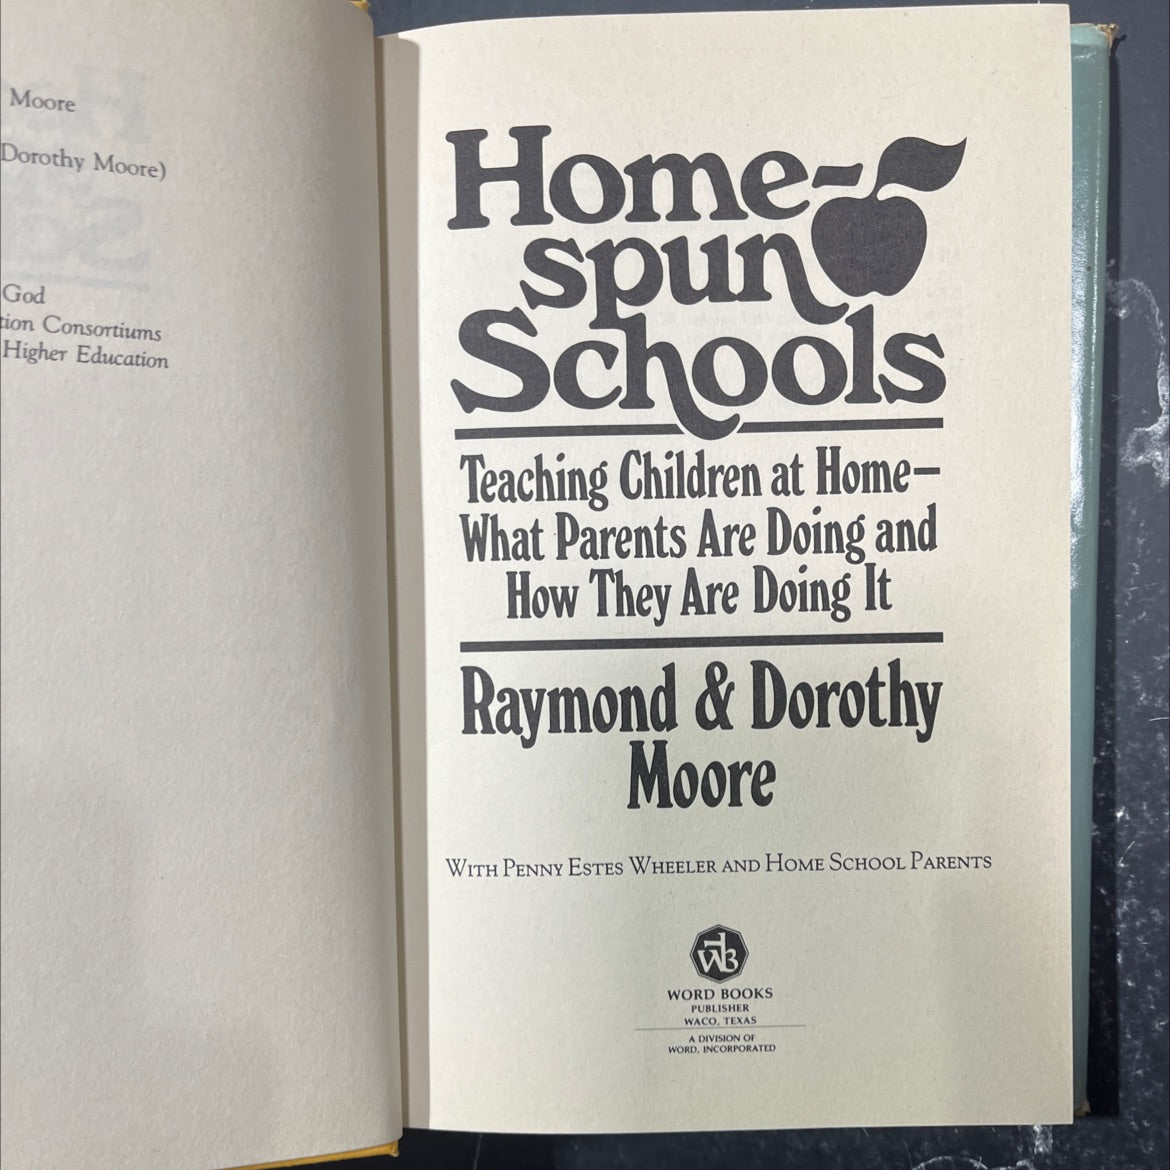 Moore
Dorothy Moore)
God
tion Consortiums
Higher Education
Home-
spun
Schools
Teaching Children at Home—
What Parents Are Doing and
How They Are Doing It
Raymond & Dorothy
Moore
With Penny Estes Wheeler and Home School Parents
WORD BOOKS
PUBLISHER
WACO, TEXAS
A DIVISION OF
WORD, INCORPORATED